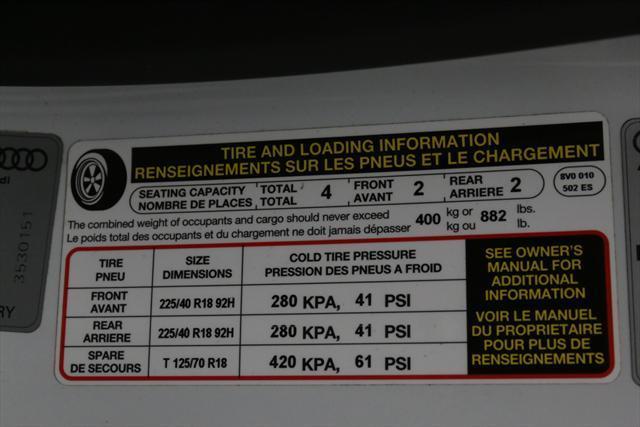 TIRE AND LOADING INFORMATION
RENSEIGNEMENTS SUR LES PNEUS ET LE CHARGEMENT
SEATING CAPACITY TOTAL 4 FRONT 2 REAR 2
NOMBRE DE PLACES, TOTAL AVANT ARRIERE
8V0 010
502 ES
The combined weight of occupants and cargo should never exceed 400 kg or 882 lbs.
Le poids total des occupants et du chargement ne doit jamais dépasser kg ou lb.
TIRE SIZE COLD TIRE PRESSURE
PNEU DIMENSIONS PRESSION DES PNEUS A FROID
FRONT
AVANT 225/40 R18 92H 280 KPA, 41 PSI
REAR
ARRIERE 225/40 R18 92H 280 KPA, 41 PSI
SPARE
DE SECOURS T 125/70 R18 420 KPA, 61 PSI
SEE OWNER'S
MANUAL FOR
ADDITIONAL
INFORMATION
VOIR LE MANUEL
DU PROPRIETAIRE
POUR PLUS DE
RENSEIGNEMENTS
di
3530151
RY